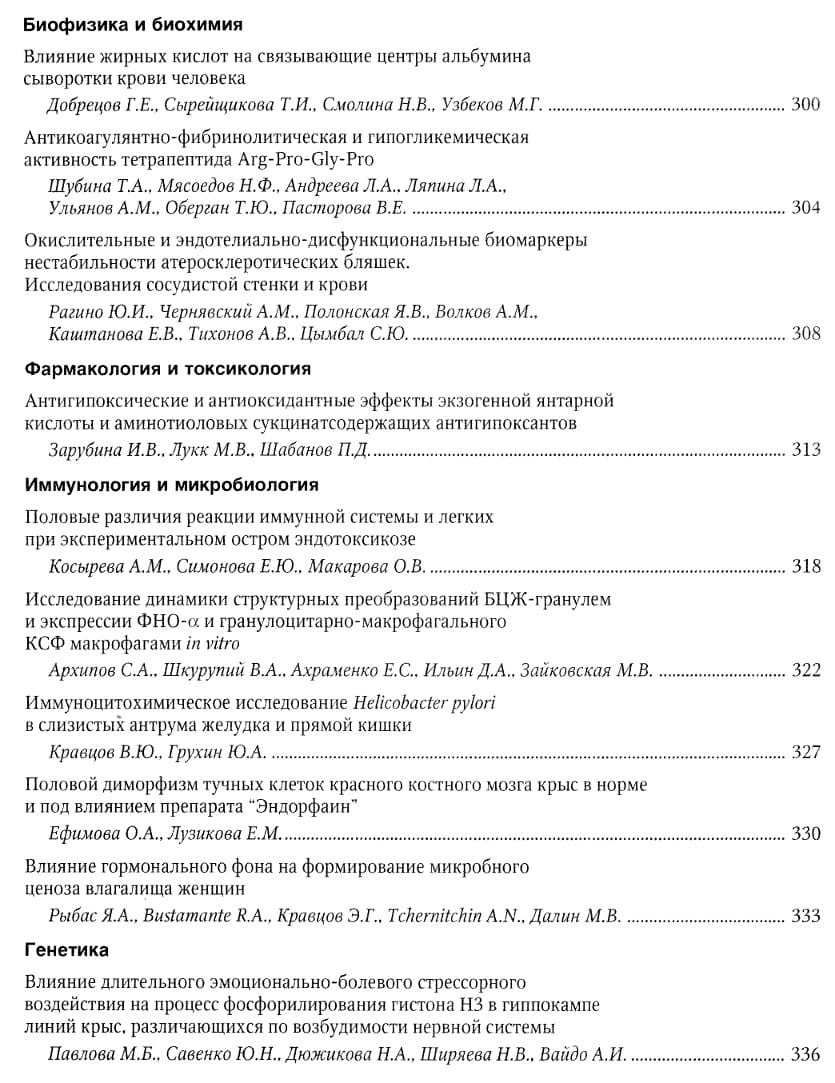 Биофизика и биохимия
Влияние жирных кислот на связывающие центры альбумина
сыворотки крови человека
Добрецов Г.Е., Сырейщикова Т.И., Смолина Н.В., Узбеков М.Г. ........ 300
Антикоагулянтно-фибринолитическая и гипогликемическая
активность тетрапептида Arg-Pro-Gly-Pro
Шубина Т.А., Мясоедов Н.Ф., Андреева Л.А., Ляпина Л.А.,
Ульянов А.М., Оберган Т.Ю., Пасторова В.Е. ........ 304
Окислительные и эндотелиально-дисфункциональные биомаркеры
нестабильности атеросклеротических бляшек.
Исследования сосудистой стенки и крови
Рагино Ю.И., Чернявский А.М., Полонская Я.В., Волков А.М.,
Каштанова Е.В., Тихонов А.В., Цымбал С.Ю. ........ 308
Фармакология и токсикология
Антигипоксические и антиоксидантные эффекты экзогенной янтарной
кислоты и аминотиоловых сукцинатсодержащих антигипоксантов
Зарубина И.В., Лукк М.В., Шабанов П.Д. ........ 313
Иммунология и микробиология
Половые различия реакции иммунной системы и легких
при экспериментальном остром эндотоксикозе
Косырева А.М., Симонова Е.Ю., Макарова О.В. ........ 318
Исследование динамики структурных преобразований БЦЖ-гранулем
и экспрессии ФНО-α и гранулоцитарно-макрофагального
КСФ макрофагами in vitro
Архипов С.А., Шкурупий В.А., Ахраменко Е.С., Ильин Д.А., Зайковская М.В. ........ 322
Иммуноцитохимическое исследование Helicobacter pylori
в слизистых антрума желудка и прямой кишки
Кравцов В.Ю., Грухин Ю.А. ........ 327
Половой диморфизм тучных клеток красного костного мозга крыс в норме
и под влиянием препарата "Эндорфаин"
Ефимова О.А., Лузикова Е.М. ........ 330
Влияние гормонального фона на формирование микробного
ценоза влагалища женщин
Рыбас Я.А., Bustamante R.A., Кравцов Э.Г., Tchernitchin A.N., Далин М.В. ........ 333
Генетика
Влияние длительного эмоционально-болевого стрессорного
воздействия на процесс фосфорилирования гистона Н3 в гиппокампе
линий крыс, различающихся по возбудимости нервной системы
Павлова М.Б., Савенко Ю.Н., Дюжикова Н.А., Ширяева Н.В., Вайдо А.И. ........ 336